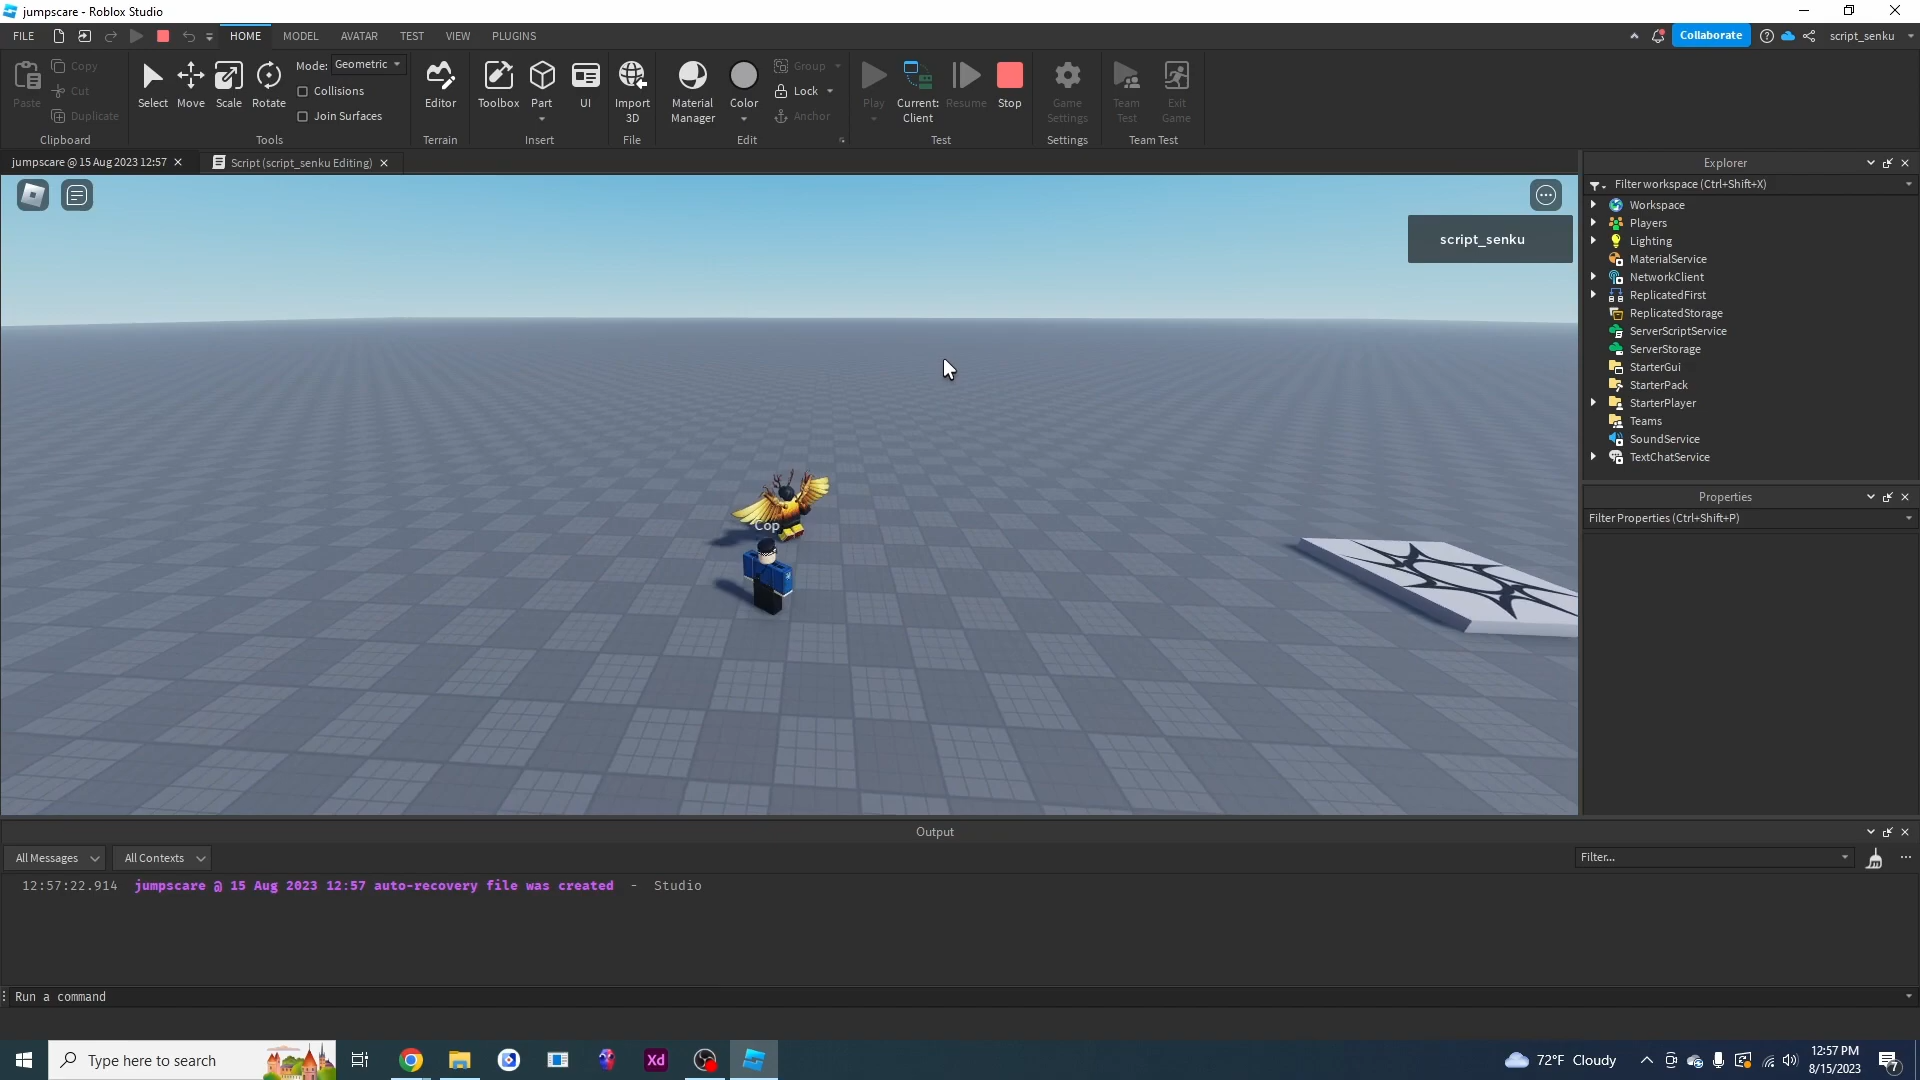 jumpscare - Roblox Studio
FILE HOME MODEL AVATAR TEST VIEW PLUGINS Collaborate script_senku
Paste Copy Cut Duplicate Clipboard
Select Move Scale Rotate Mode: Geometric Collisions Join Surfaces Tools
Editor Terrain
Toolbox Part UI Insert
Import 3D File
Material Manager Color Group Lock Anchor Edit
Play Current: Client Resume Stop Test
Game Settings Settings
Team Test Exit Game Team Test
jumpscare @ 15 Aug 2023 12:57 Script (script_senku Editing)
script_senku
Cop
Explorer
Filter workspace (Ctrl+Shift+X)
Workspace
Players
Lighting
MaterialService
NetworkClient
ReplicatedFirst
ReplicatedStorage
ServerScriptService
ServerStorage
StarterGui
StarterPack
StarterPlayer
Teams
SoundService
TextChatService
Properties
Filter Properties (Ctrl+Shift+P)
Output
All Messages All Contexts Filter...
12:57:22.914 jumpscare @ 15 Aug 2023 12:57 auto-recovery file was created - Studio
Run a command
Type here to search Xd 72°F Cloudy 12:57 PM
8/15/2023 7